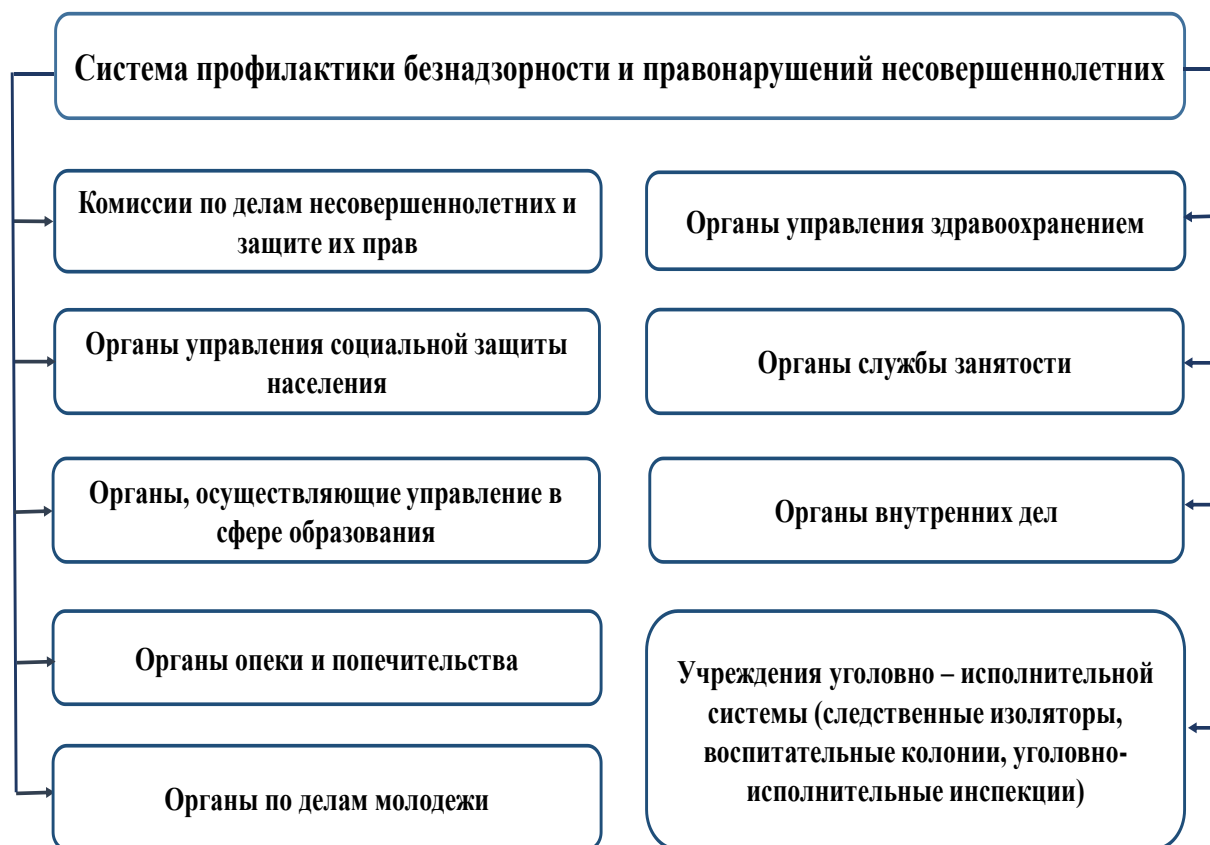 Система профилактики безнадзорности и правонарушений несовершеннолетних
Комиссии по делам несовершеннолетних и
защите их прав
Органы управления социальной защиты
населения
Органы, осуществляющие управление в
сфере образования
Органы опеки и попечительства
Органы по делам молодежи
Органы управления здравоохранением
Органы службы занятости
Органы внутренних дел
Учреждения уголовно – исполнительной
системы (следственные изоляторы,
воспитательные колонии, уголовно-
исполнительные инспекции)